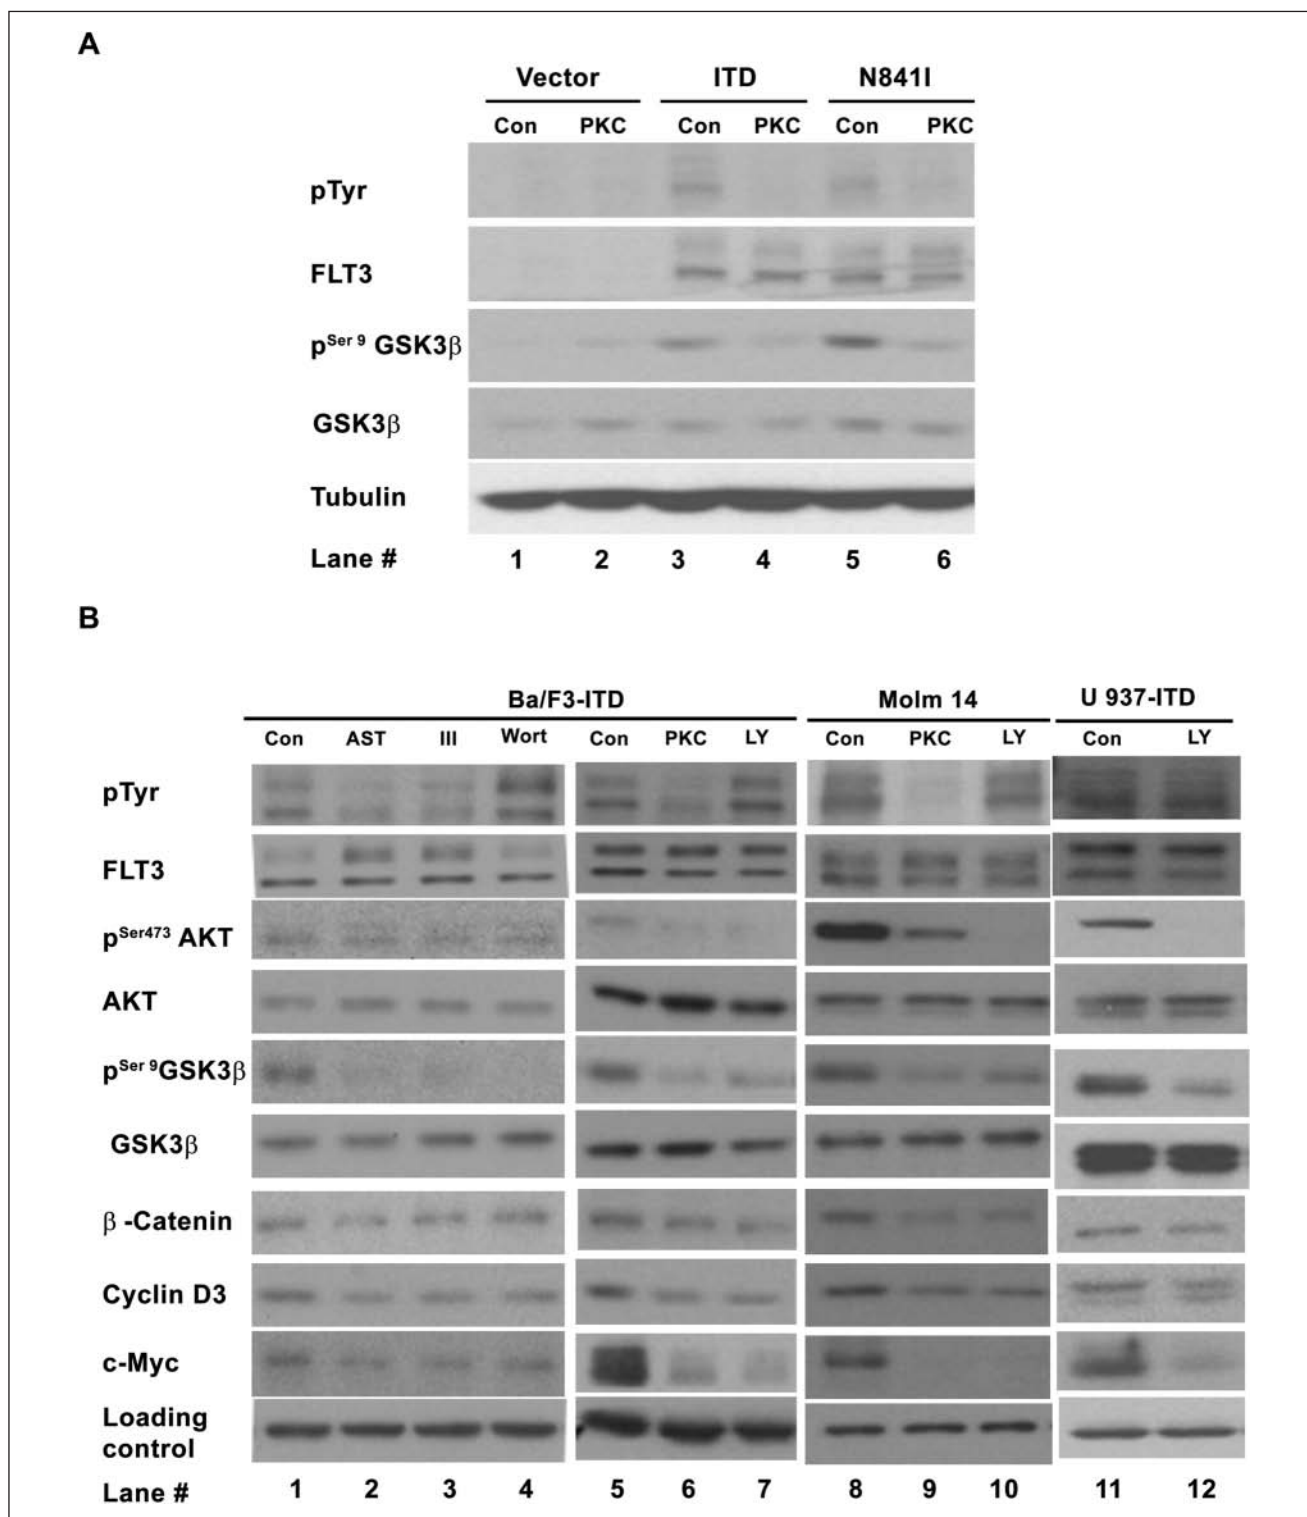 A
Vector ITD N841I
Con PKC Con PKC Con PKC
pTyr
FLT3
pSer 9 GSK3β
GSK3β
Tubulin
Lane # 1 2 3 4 5 6
B
Ba/F3-ITD Molm 14 U 937-ITD
Con AST III Wort Con PKC LY Con PKC LY Con LY
pTyr
FLT3
pSer473 AKT
AKT
pSer 9GSK3β
GSK3β
β -Catenin
Cyclin D3
c-Myc
Loading
control
Lane # 1 2 3 4 5 6 7 8 9 10 11 12